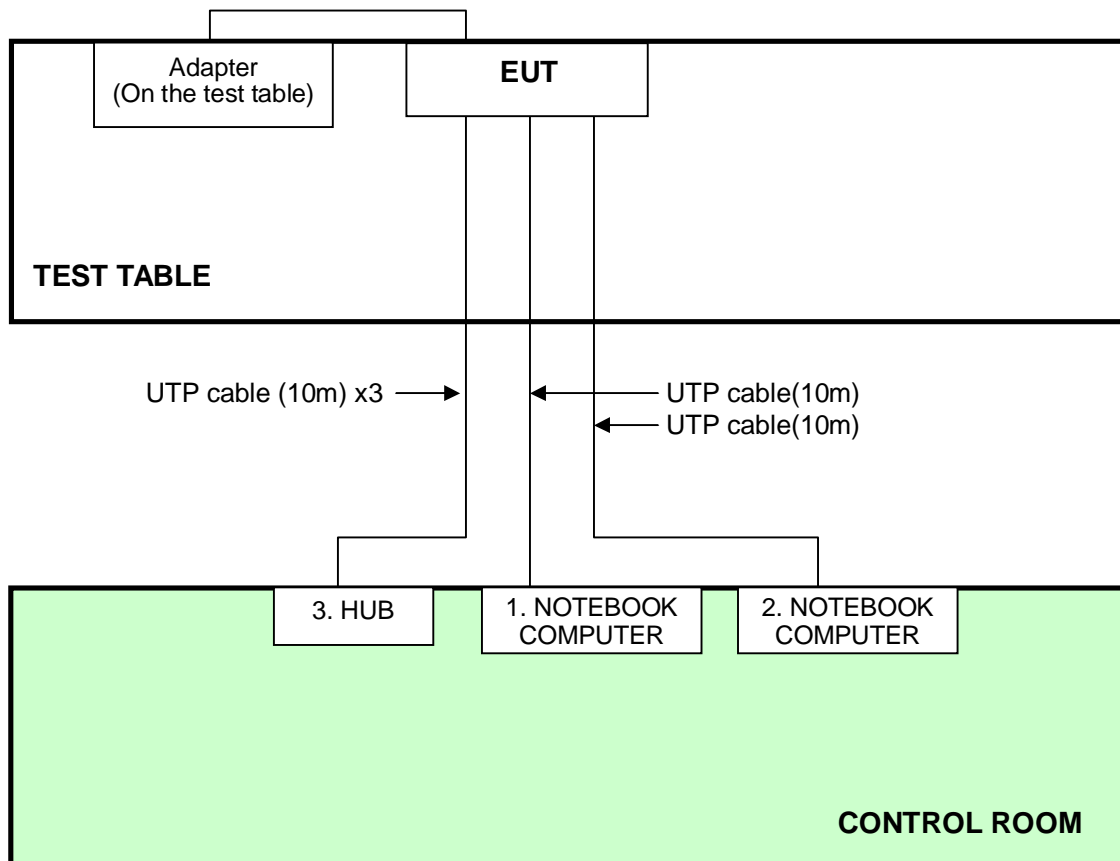 Adapter
(On the test table)
EUT
TEST TABLE
UTP cable (10m) x3
UTP cable(10m)
UTP cable(10m)
3. HUB
1. NOTEBOOK
COMPUTER
2. NOTEBOOK
COMPUTER
CONTROL ROOM